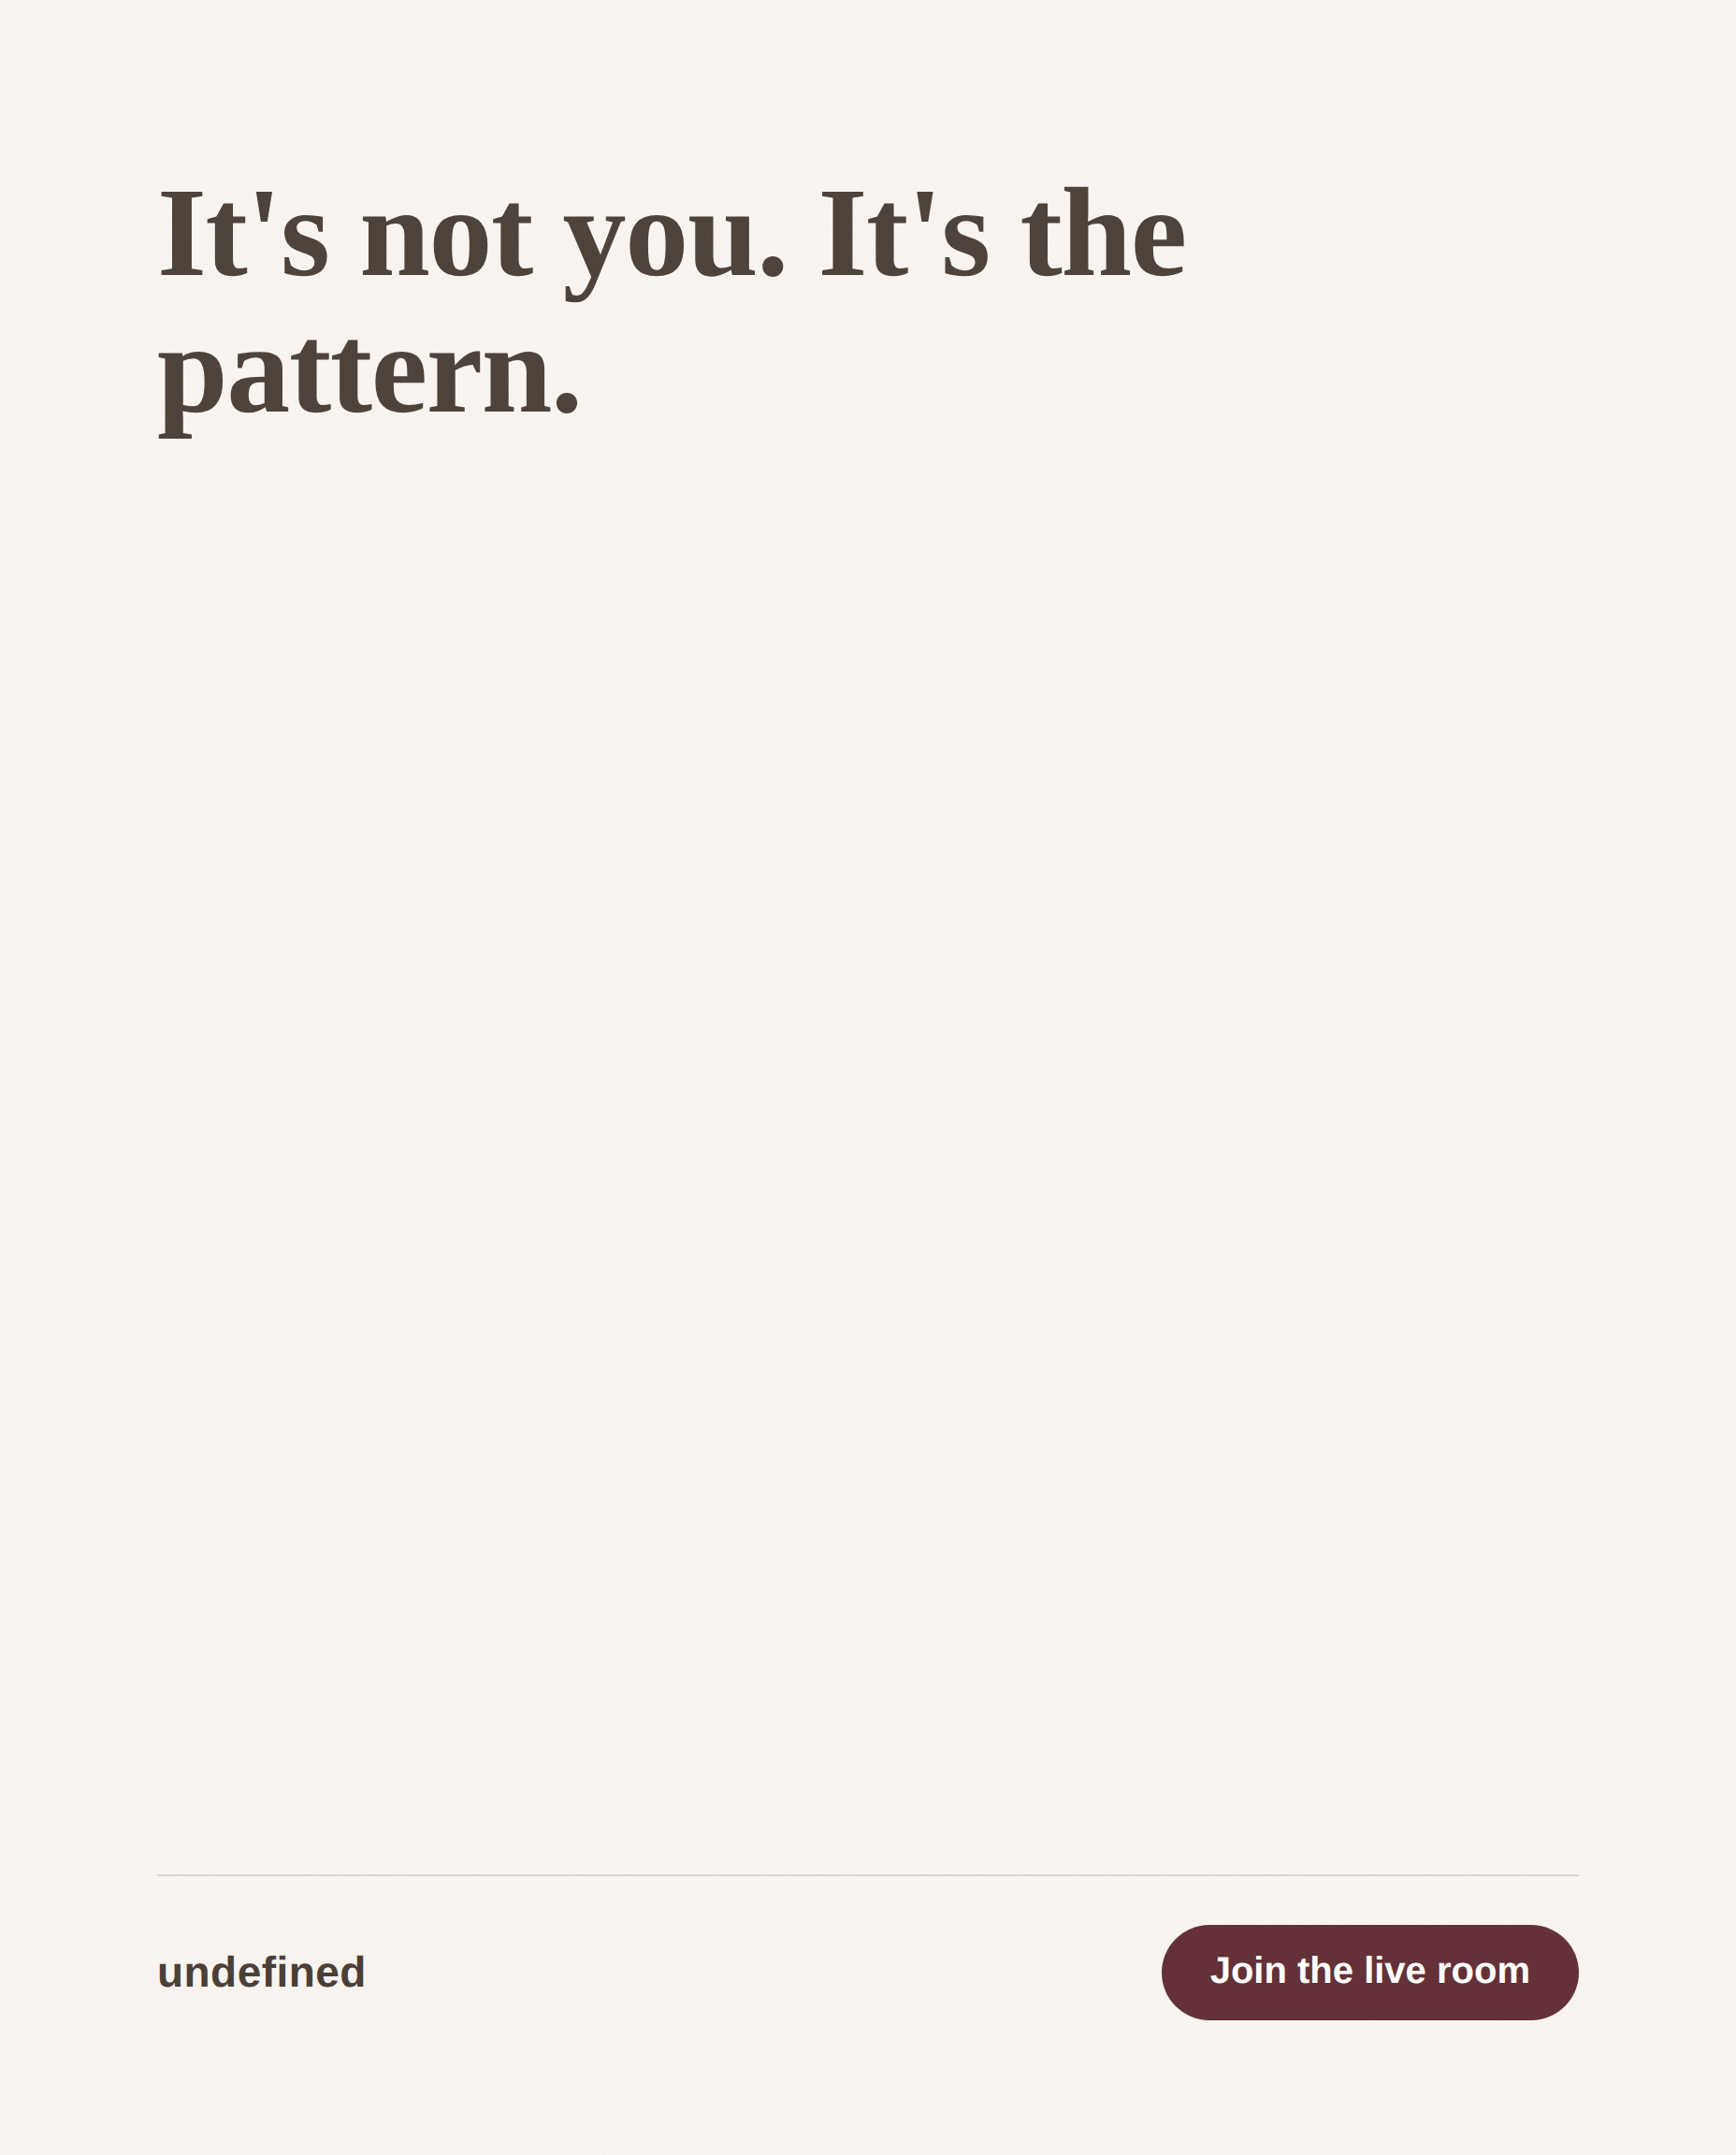 It's not you. It's the
pattern.
undefined
Join the live room